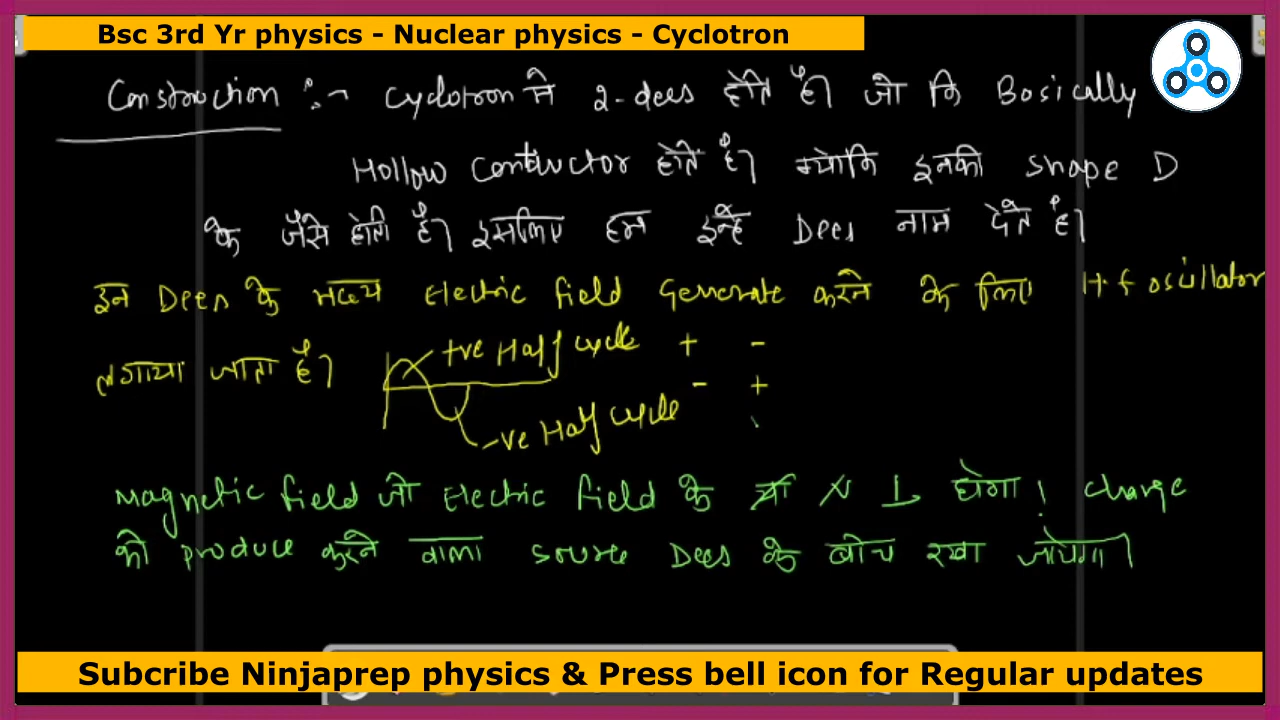 Bsc 3rd Yr physics - Nuclear physics - Cyclotron
Construction :- Cyclotron में 2-dees होती है। जो कि Basically
Hollow Conductor होती है। क्योकि इनकी shape D
के जैसे होती है। इसलिए हम इन्हे Dees नाम देते है।
इन Dees के मध्य Electric field Generate करने के लिए H.f oscillator
लगाया जाता है।
+ve Half cycle + -
- +
-ve Half cycle
Magnetic field जो Electric field के ⊥ होगा। charge
को produce करने वाला source Dees के बीच रखा जायेगा।
Subcribe Ninjaprep physics & Press bell icon for Regular updates